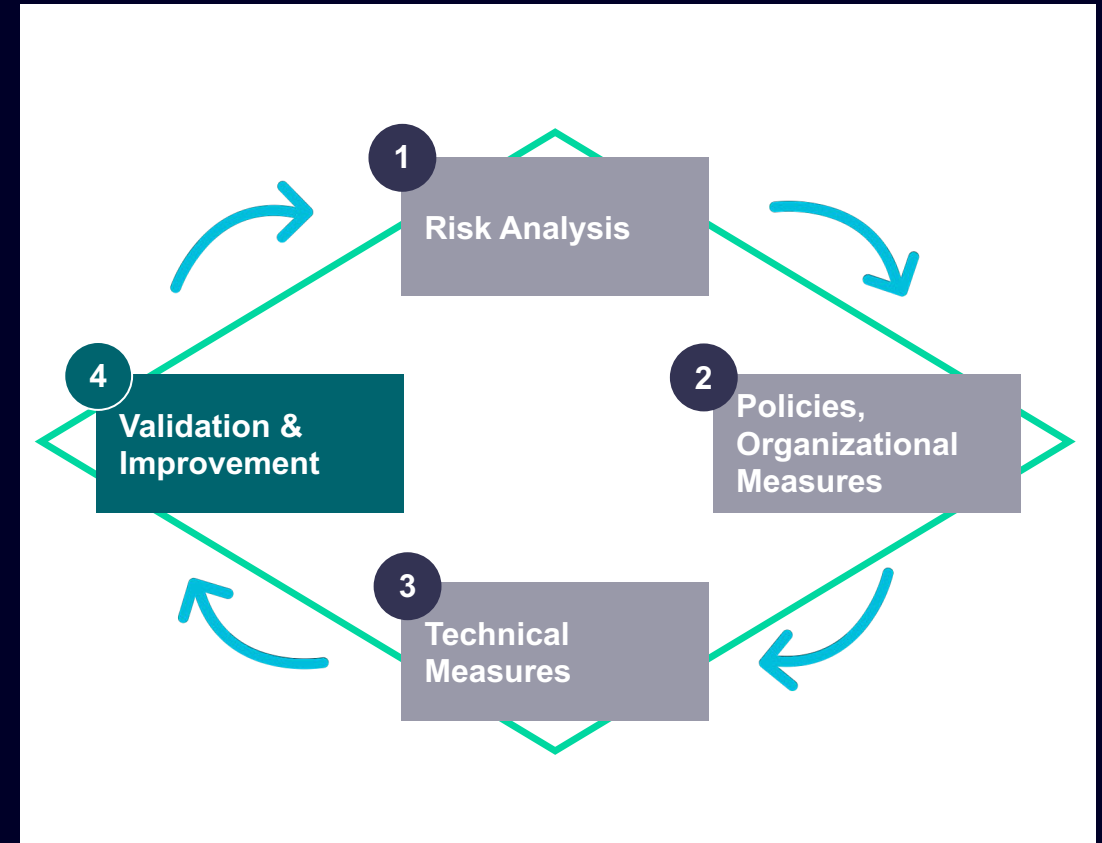 1
Risk Analysis
2
Policies,
Organizational
Measures
3
Technical
Measures
4
Validation &
Improvement